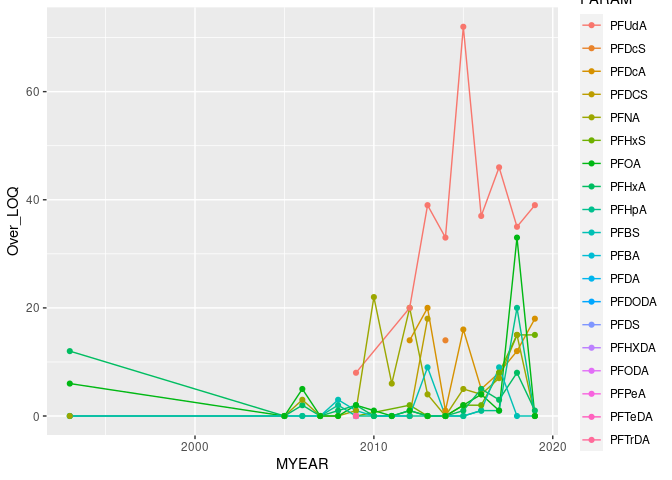 PARAM
PFUdA
PFDcS
PFDcA
PFDCS
PFNA
PFHxS
PFOA
PFHxA
PFHpA
PFBS
PFBA
PFDA
PFDODA
PFDS
PFHXDA
PFODA
PFPeA
PFTeDA
PFTrDA
Over_LOQ
60
40
20
0
2000
2010
2020
MYEAR